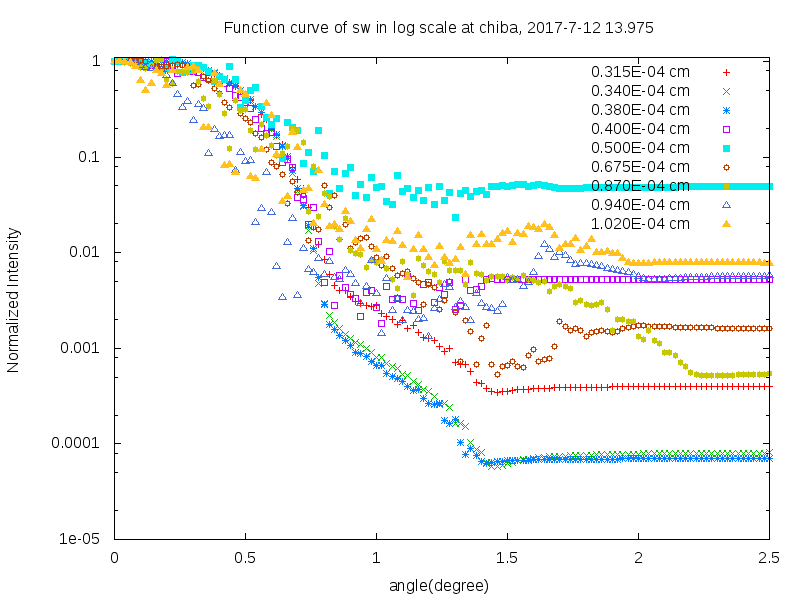 Function curve of sw in log scale at chiba, 2017-7-12 13.975
1
0.1
0.01
0.001
0.0001
1e-05
0
0.5
1
1.5
2
2.5
Normalized Intensity
angle(degree)
0.315E-04 cm
0.340E-04 cm
0.380E-04 cm
0.400E-04 cm
0.500E-04 cm
0.675E-04 cm
0.870E-04 cm
0.940E-04 cm
1.020E-04 cm